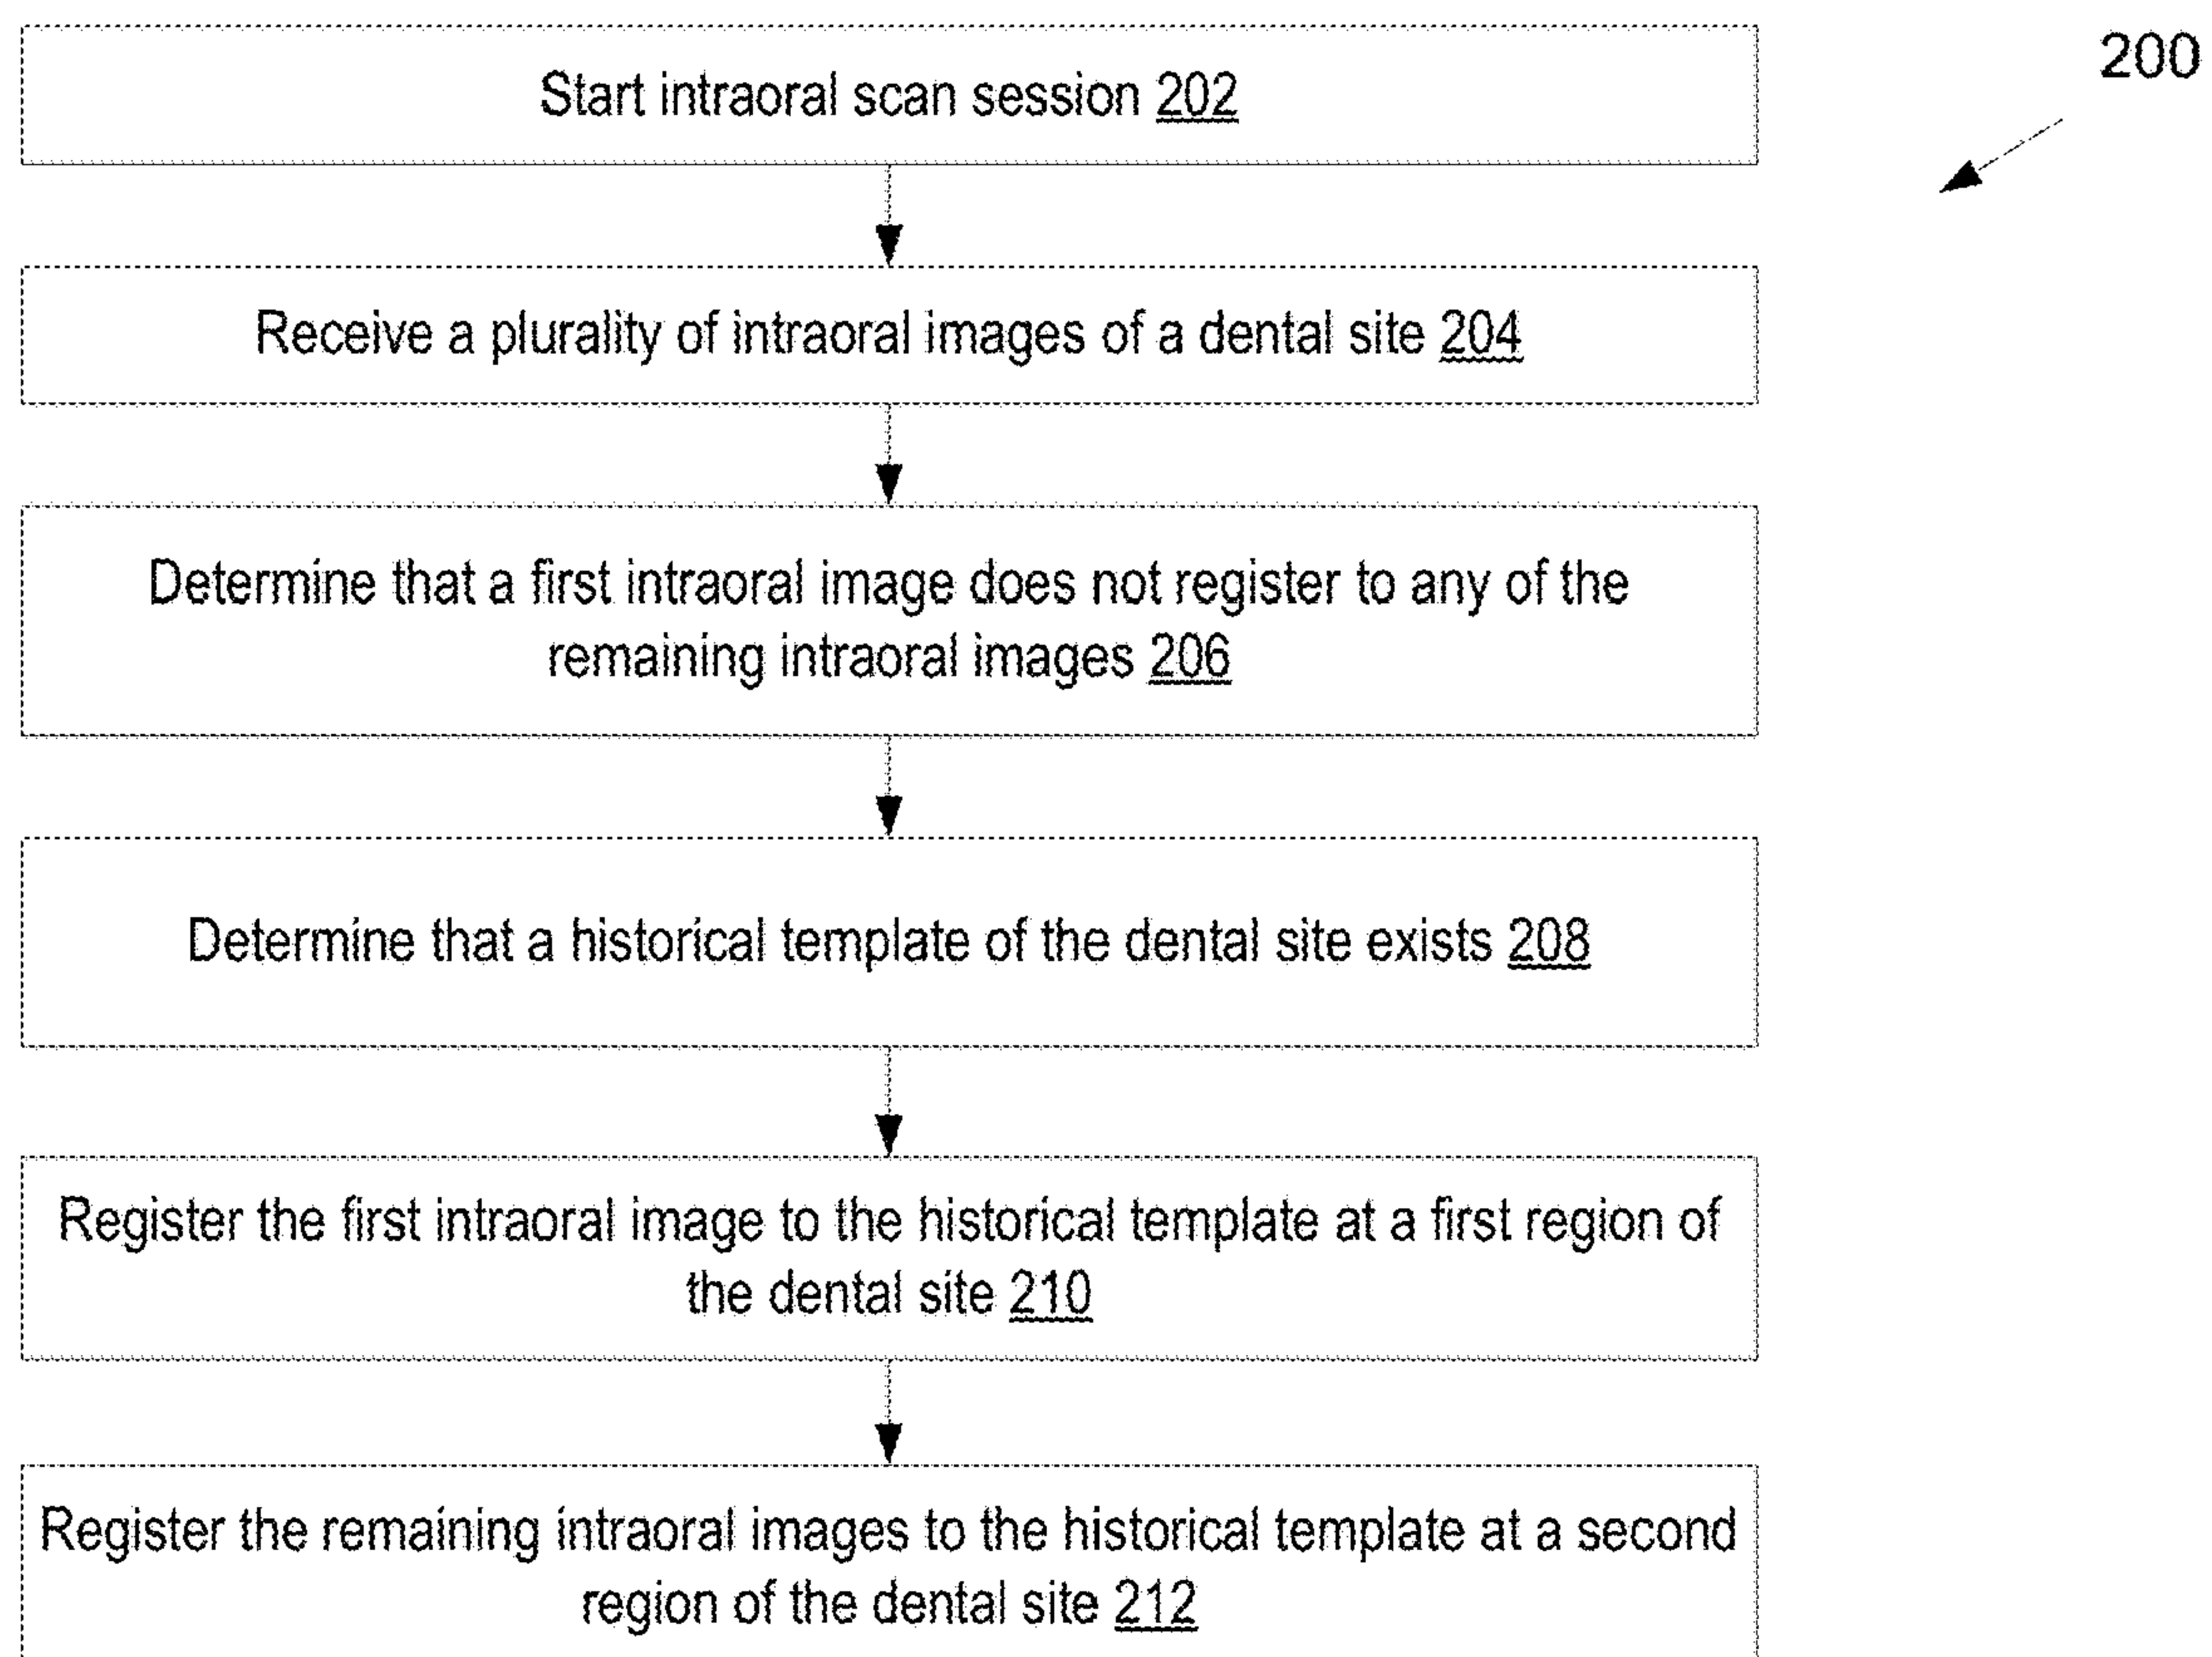 200
Start intraoral scan session 202
Receive a plurality of intraoral images of a dental site 204
Determine that a first intraoral image does not register to any of the
remaining intraoral images 206
Determine that a historical template of the dental site exists 208
Register the first intraoral image to the historical template at a first region of
the dental site 210
Register the remaining intraoral images to the historical template at a second
region of the dental site 212